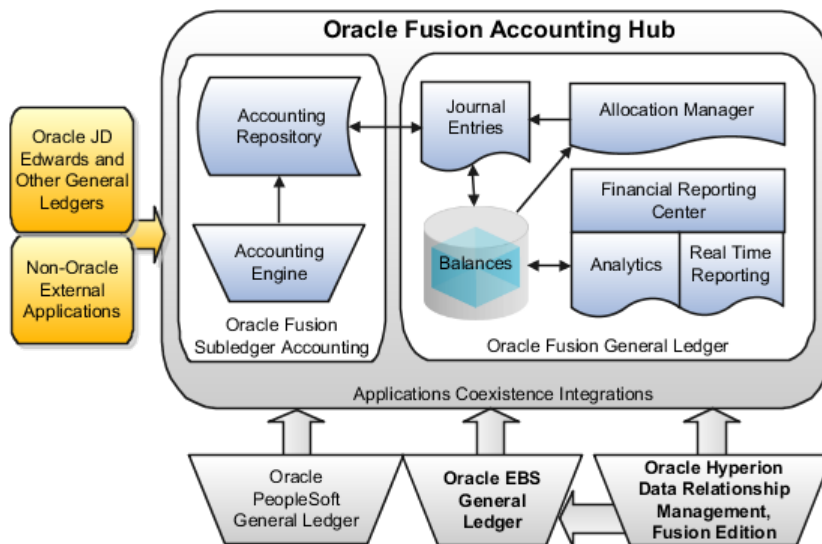 Oracle Fusion Accounting Hub
Oracle JD
Edwards and
Other General
Ledgers
Non-Oracle
External
Applications
Accounting
Repository
Accounting
Engine
Oracle Fusion
Subledger Accounting
Journal
Entries
Allocation Manager
Financial Reporting
Center
Balances
Analytics
Real Time
Reporting
Oracle Fusion General Ledger
Applications Coexistence Integrations
Oracle
PeopleSoft
General Ledger
Oracle EBS
General
Ledger
Oracle Hyperion
Data Relationship
Management,
Fusion Edition